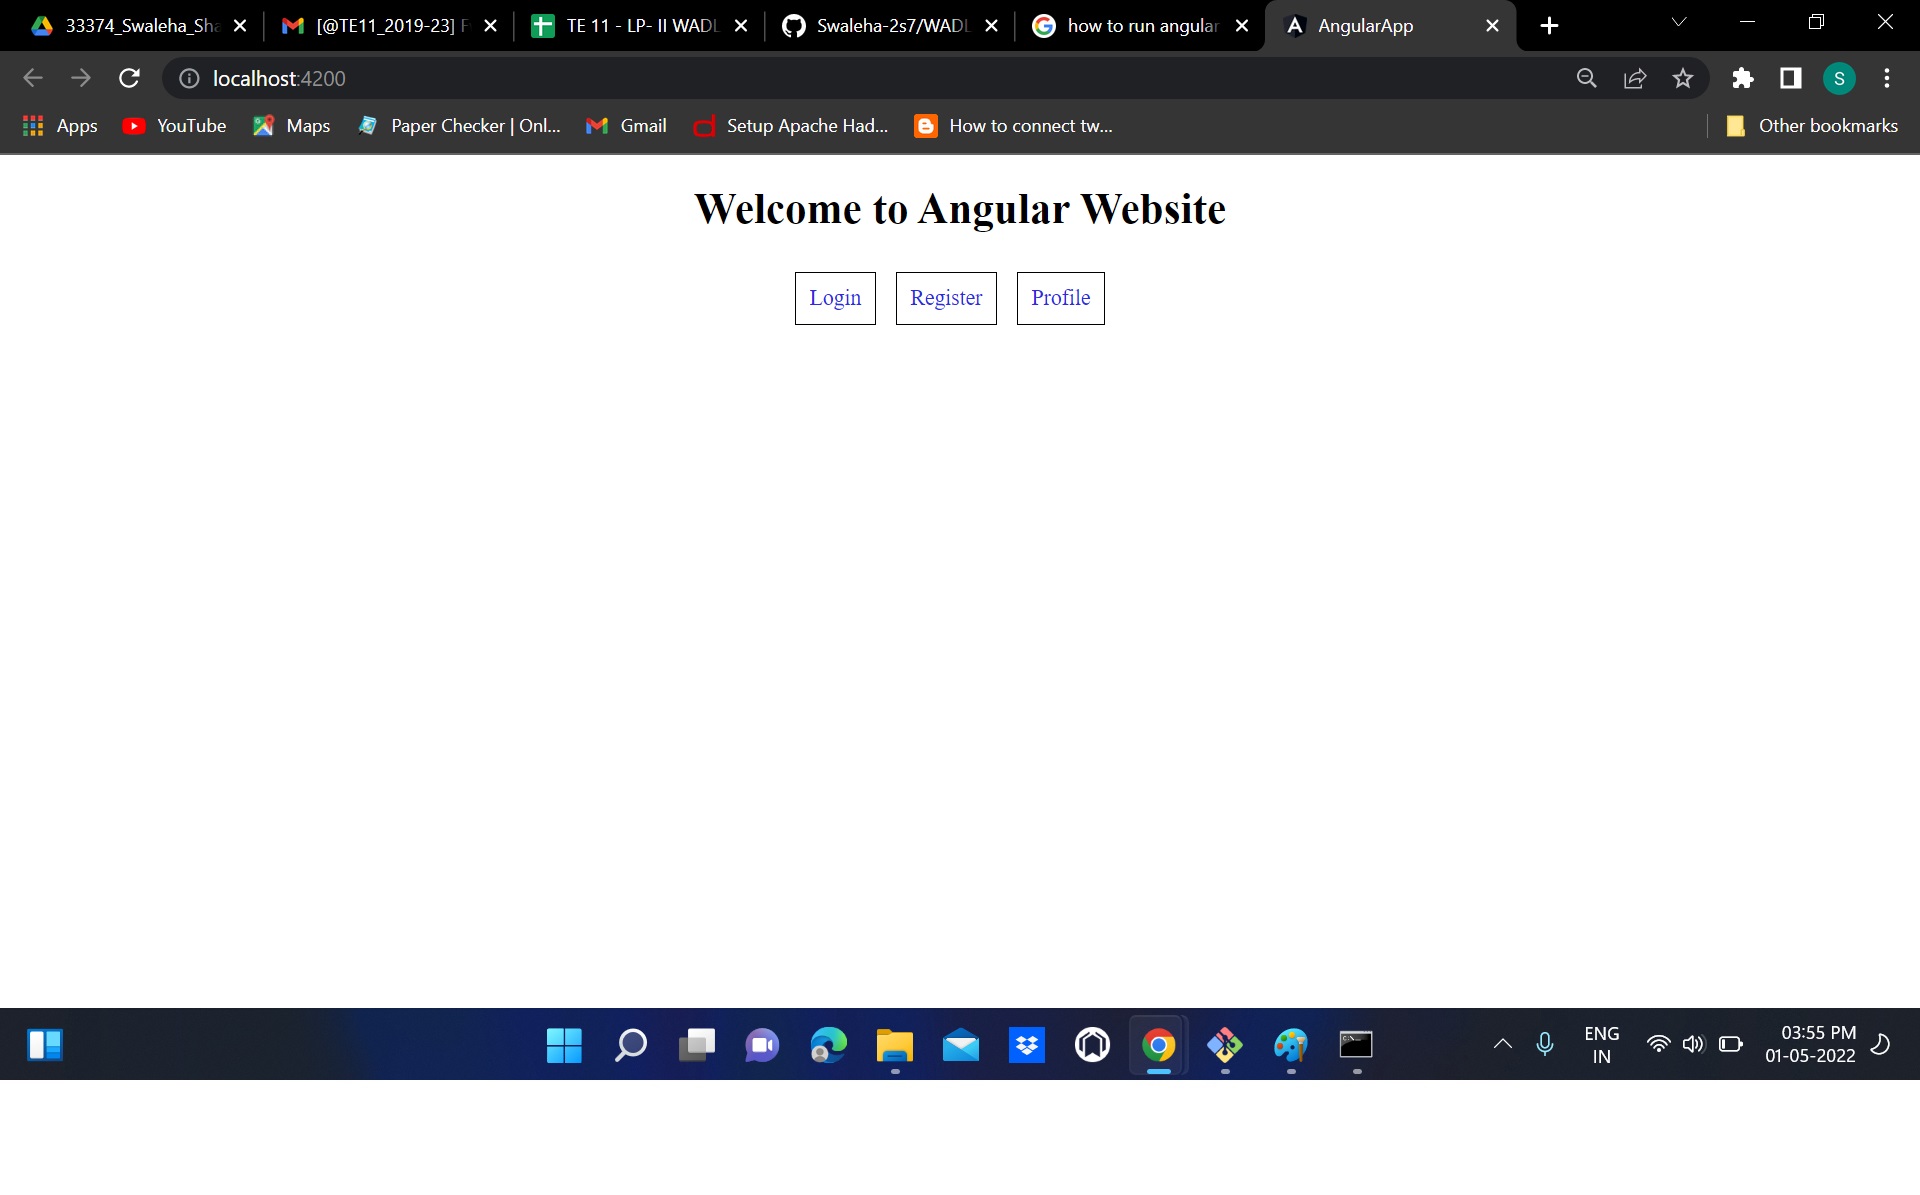 33374_Swaleha_Sha [@TE11_2019-23] F TE 11 - LP- II WADL Swaleha-2s7/WADL how to run angular AngularApp
localhost:4200 S
Apps YouTube Maps Paper Checker | Onl... Gmail Setup Apache Had... How to connect tw... Other bookmarks
Welcome to Angular Website
Login Register Profile
ENG 03:55 PM
IN 01-05-2022